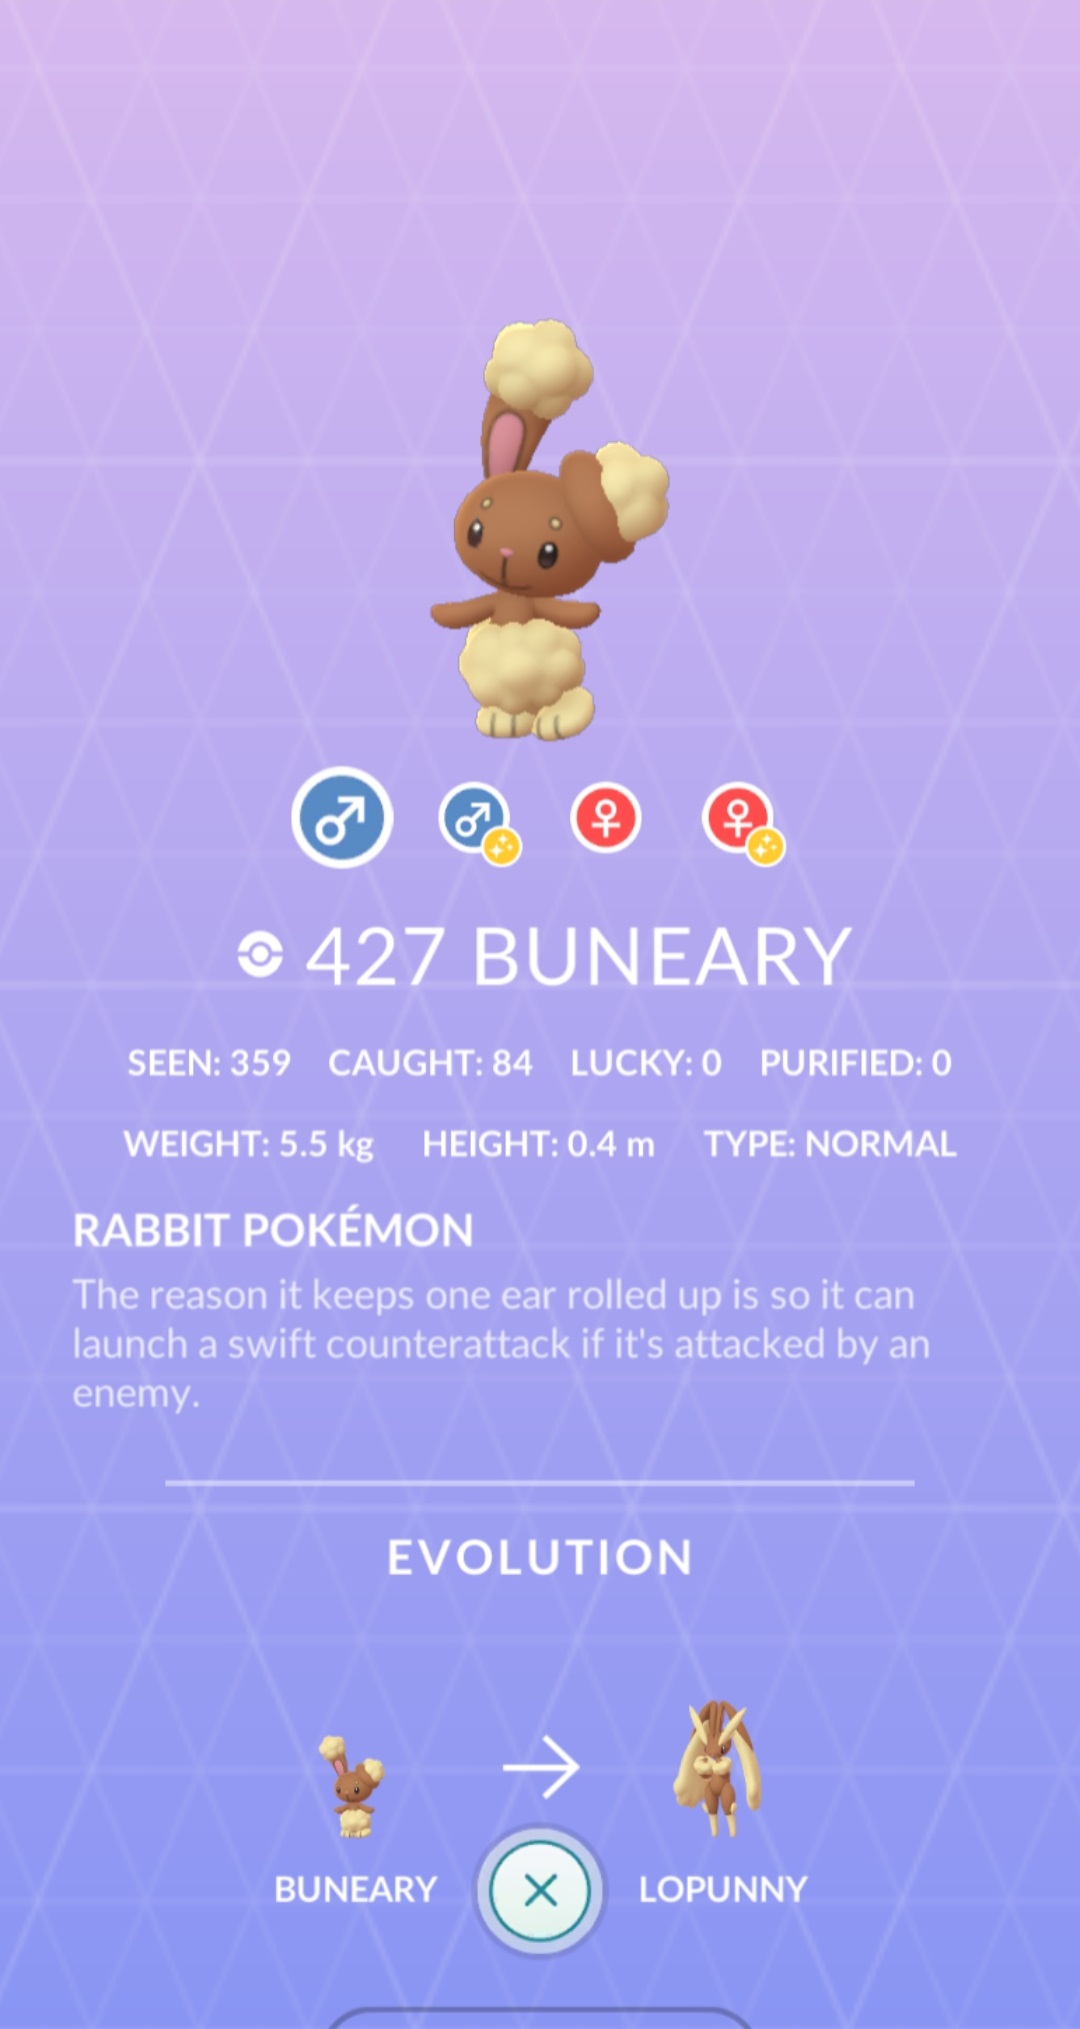 427 BUNEARY
SEEN: 359 CAUGHT: 84 LUCKY: 0 PURIFIED: 0
WEIGHT: 5.5 kg HEIGHT: 0.4 m TYPE: NORMAL
RABBIT POKÉMON
The reason it keeps one ear rolled up is so it can
launch a swift counterattack if it's attacked by an
enemy.
EVOLUTION
BUNEARY LOPUNNY